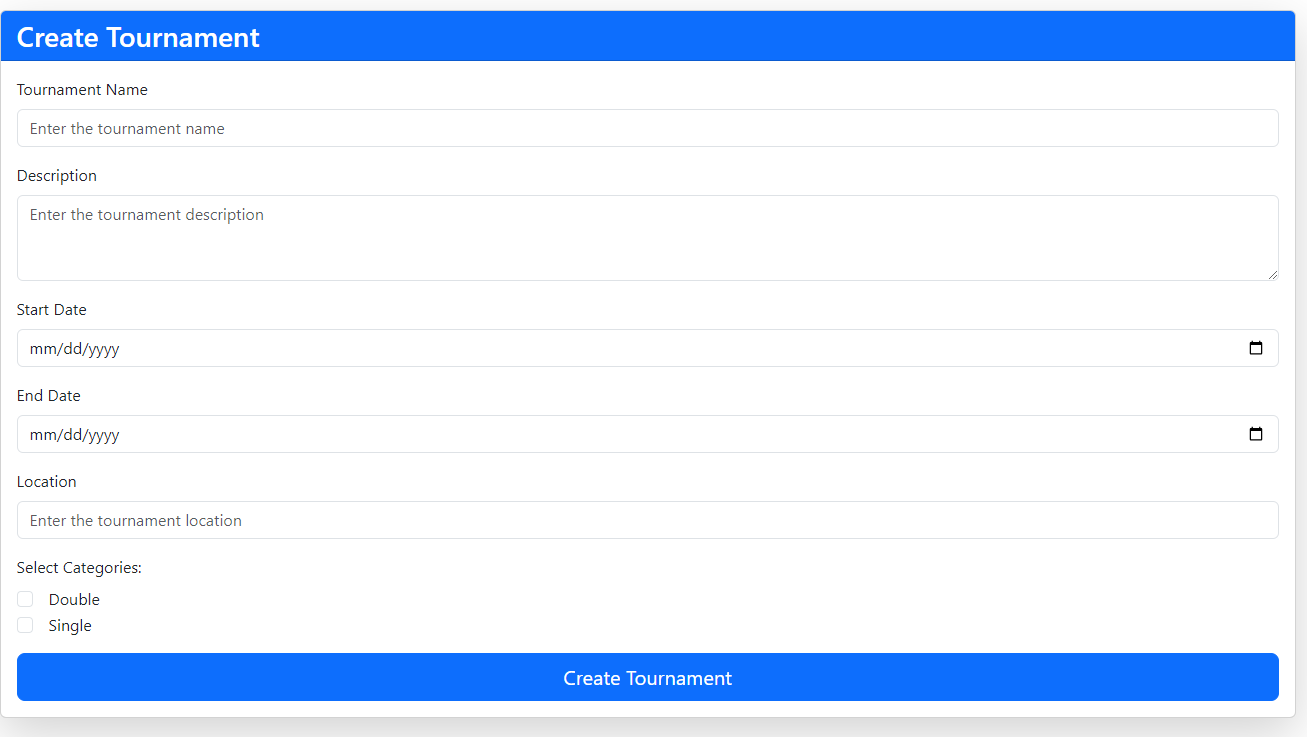 Create Tournament
Tournament Name
Enter the tournament name
Description
Enter the tournament description
Start Date
mm/dd/yyyy
End Date
mm/dd/yyyy
Location
Enter the tournament location
Select Categories:
Double
Single
Create Tournament